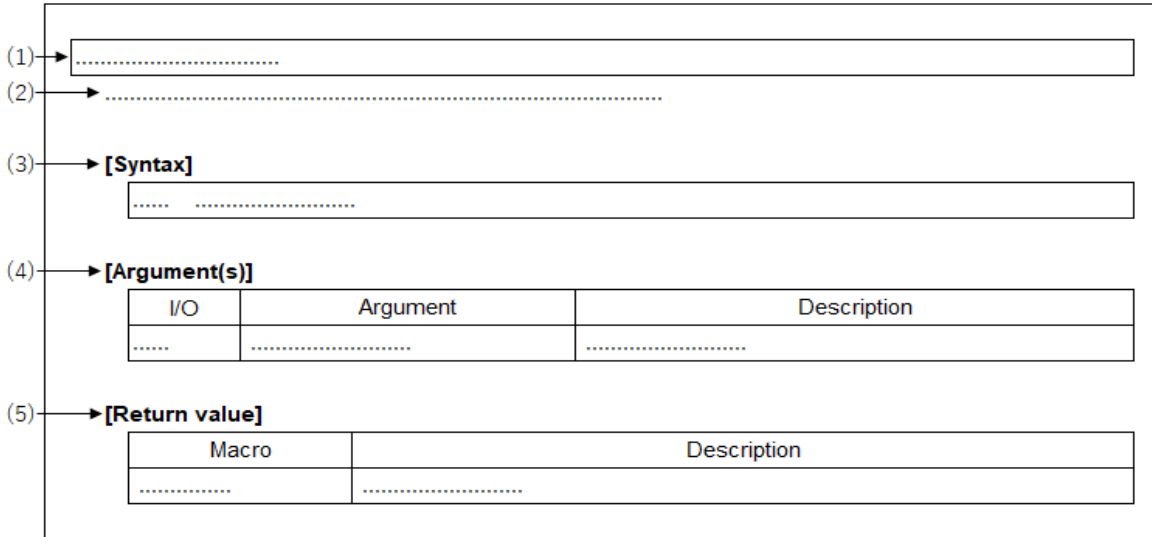 (1) ................................
(2) ..........................................................................................
(3) [Syntax]
...... ..........................
(4) [Argument(s)]
I/O Argument Description
...... .......................... ..........................
(5) [Return value]
Macro Description
............... ..........................